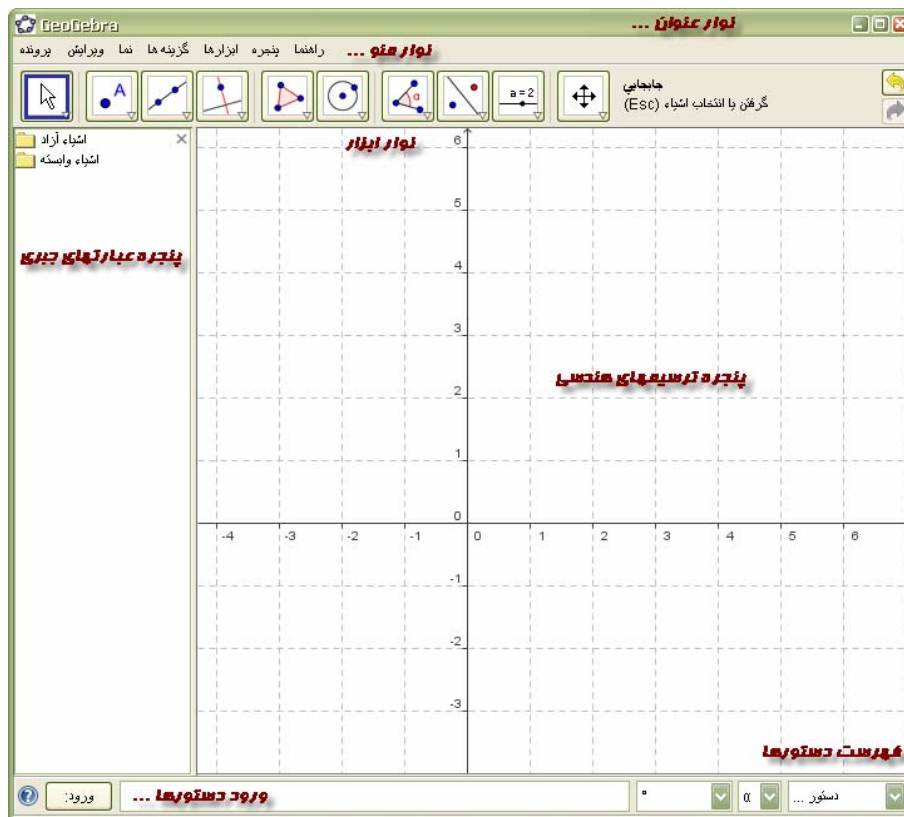 GeoGebra
نوار عنوان ...
پرونده ویرایش نما گزینه ها ابزارها پنجره راهنما
نوار منو ...
A
α
a = 2
جابجايي
گرفتن یا انتخاب اشیاء (Esc)
اشیاء آزاد
اشیاء وابسته
نوار ابزار
پنجره عبارتهای جبری
پنجره ترسیمهای هندسی
6
5
4
3
2
1
0
-4 -3 -2 -1 0 1 2 3 4 5 6
-1
-2
-3
فهرست دستورها
ورود:
ورود دستورها ...
°
α
دستور ...